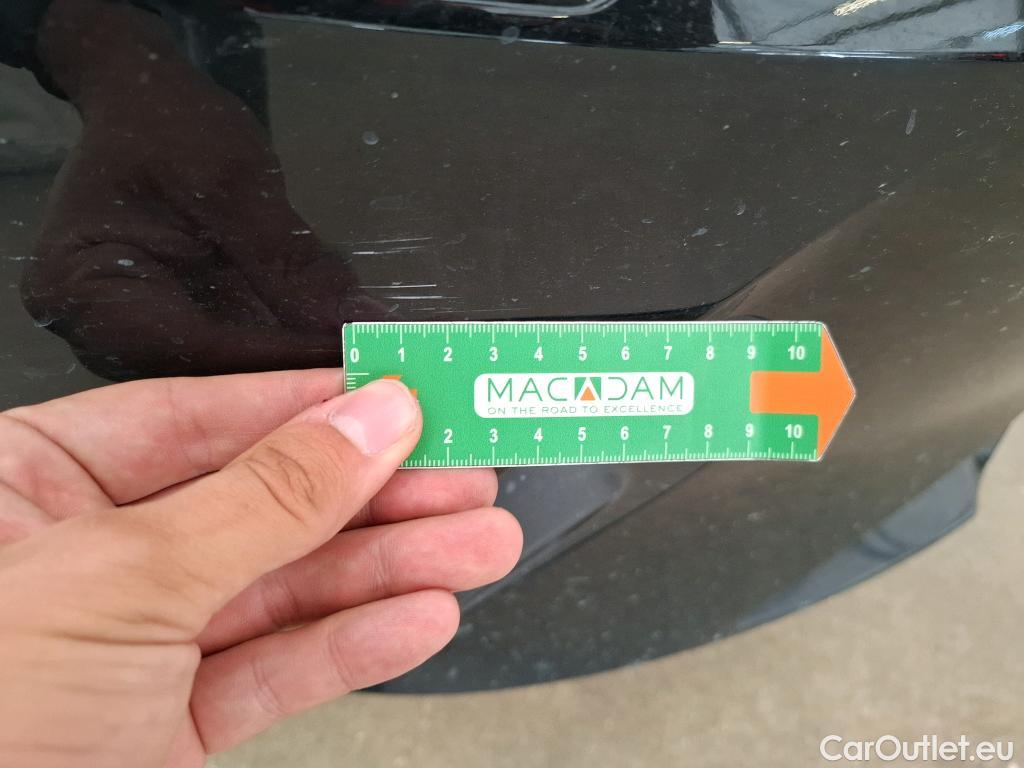 0 1 2 3 4 5 6 7 8 9 10
MACADAM
ON THE ROAD TO EXCELLENCE
2 3 4 5 6 7 8 9 10
CarOutlet.eu